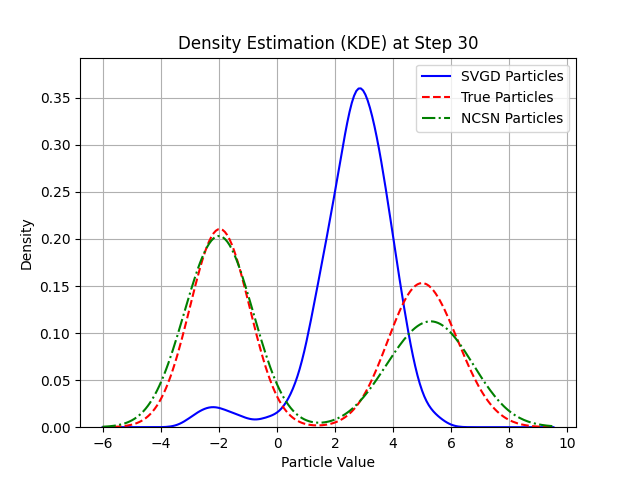 Density Estimation (KDE) at Step 30
SVGD Particles
True Particles
NCSN Particles
Density
0.35
0.30
0.25
0.20
0.15
0.10
0.05
0.00
−6 −4 −2 0 2 4 6 8 10
Particle Value